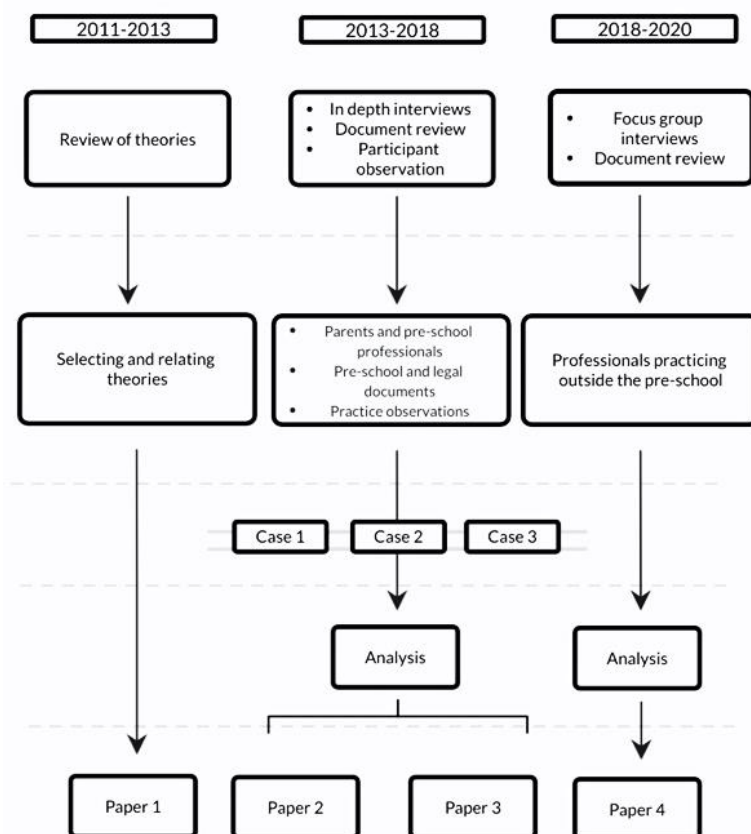 2011-2013
2013-2018
2018-2020
Review of theories
• In depth interviews
• Document review
• Participant
observation
• Focus group
interviews
• Document review
Selecting and relating
theories
• Parents and pre-school
professionals
• Pre-school and legal
documents
• Practice observations
Professionals practicing
outside the pre-school
Case 1
Case 2
Case 3
Analysis
Analysis
Paper 1
Paper 2
Paper 3
Paper 4